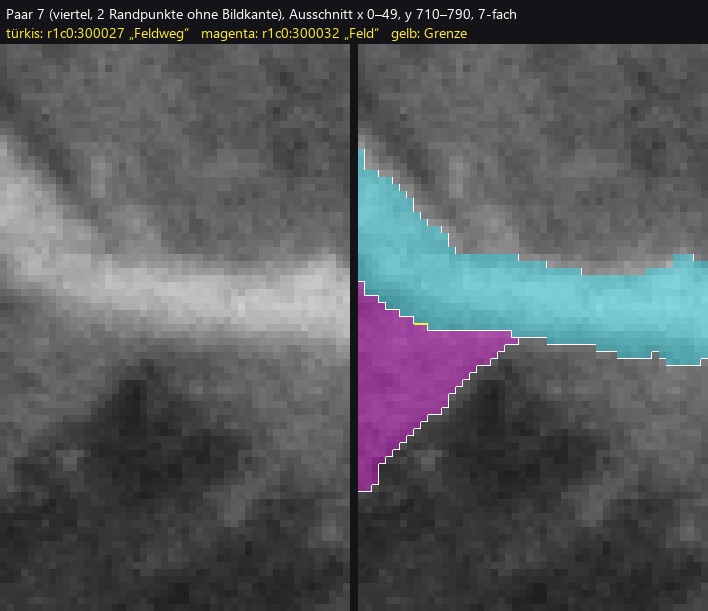 Paar 7 (viertel, 2 Randpunkte ohne Bildkante), Ausschnitt x 0–49, y 710–790, 7-fach
türkis: r1c0:300027 „Feldweg“ magenta: r1c0:300032 „Feld“ gelb: Grenze